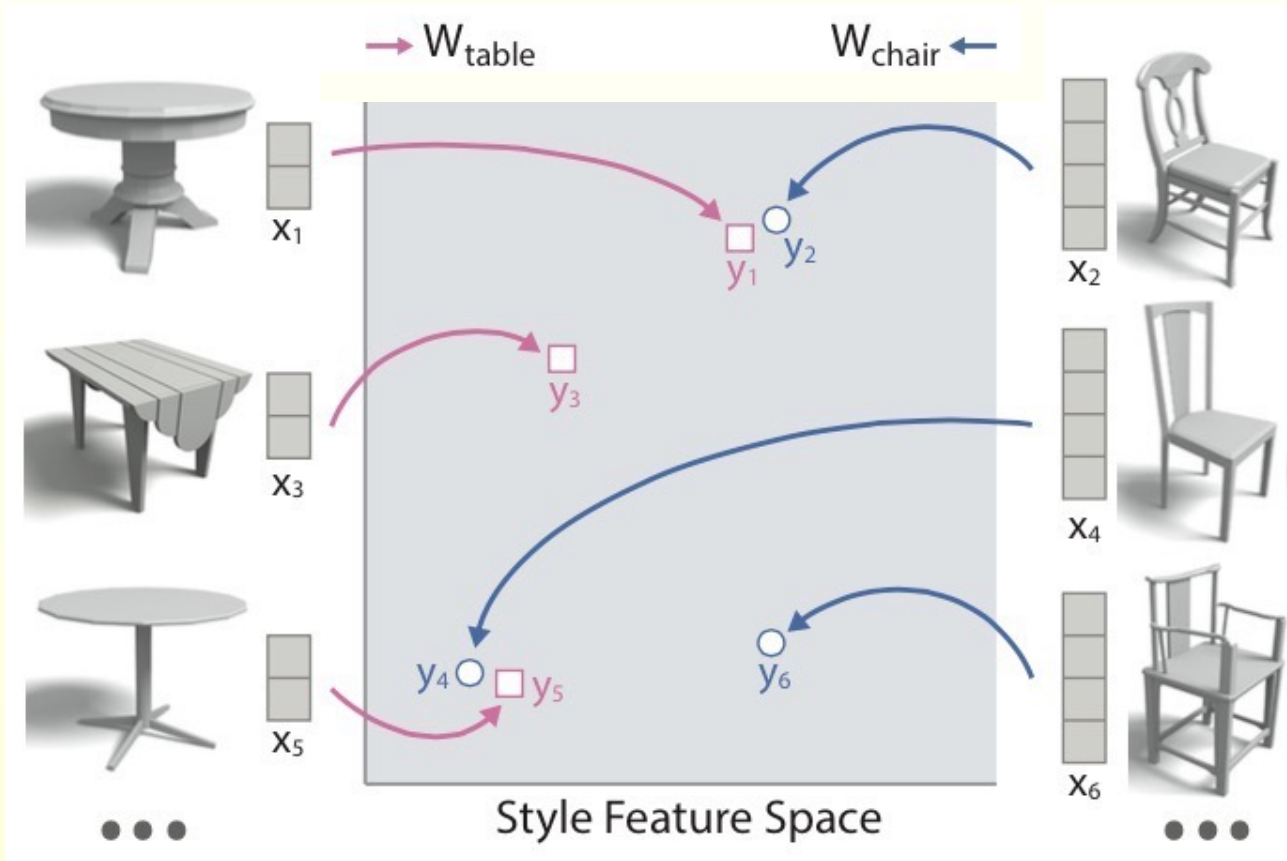 W_table
W_chair
x₁
x₂
y₁
y₂
y₃
x₃
x₄
y₄
y₅
y₆
x₅
x₆
Style Feature Space